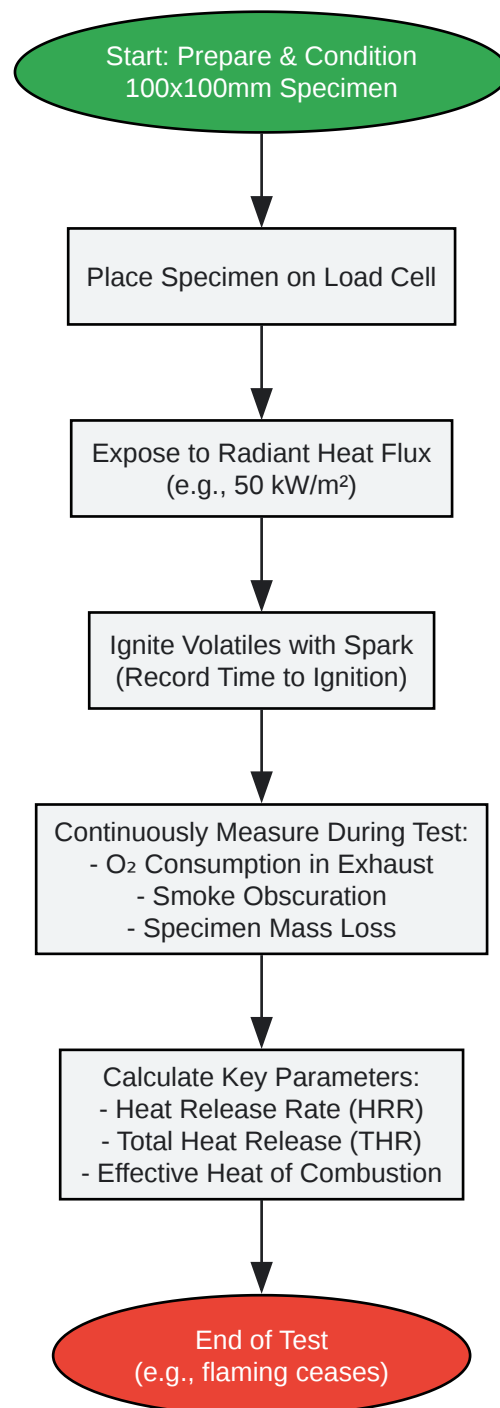 Start: Prepare & Condition
100x100mm Specimen
Place Specimen on Load Cell
Expose to Radiant Heat Flux
(e.g., 50 kW/m²)
Ignite Volatiles with Spark
(Record Time to Ignition)
Continuously Measure During Test:
- O₂ Consumption in Exhaust
- Smoke Obscuration
- Specimen Mass Loss
Calculate Key Parameters:
- Heat Release Rate (HRR)
- Total Heat Release (THR)
- Effective Heat of Combustion
End of Test
(e.g., flaming ceases)